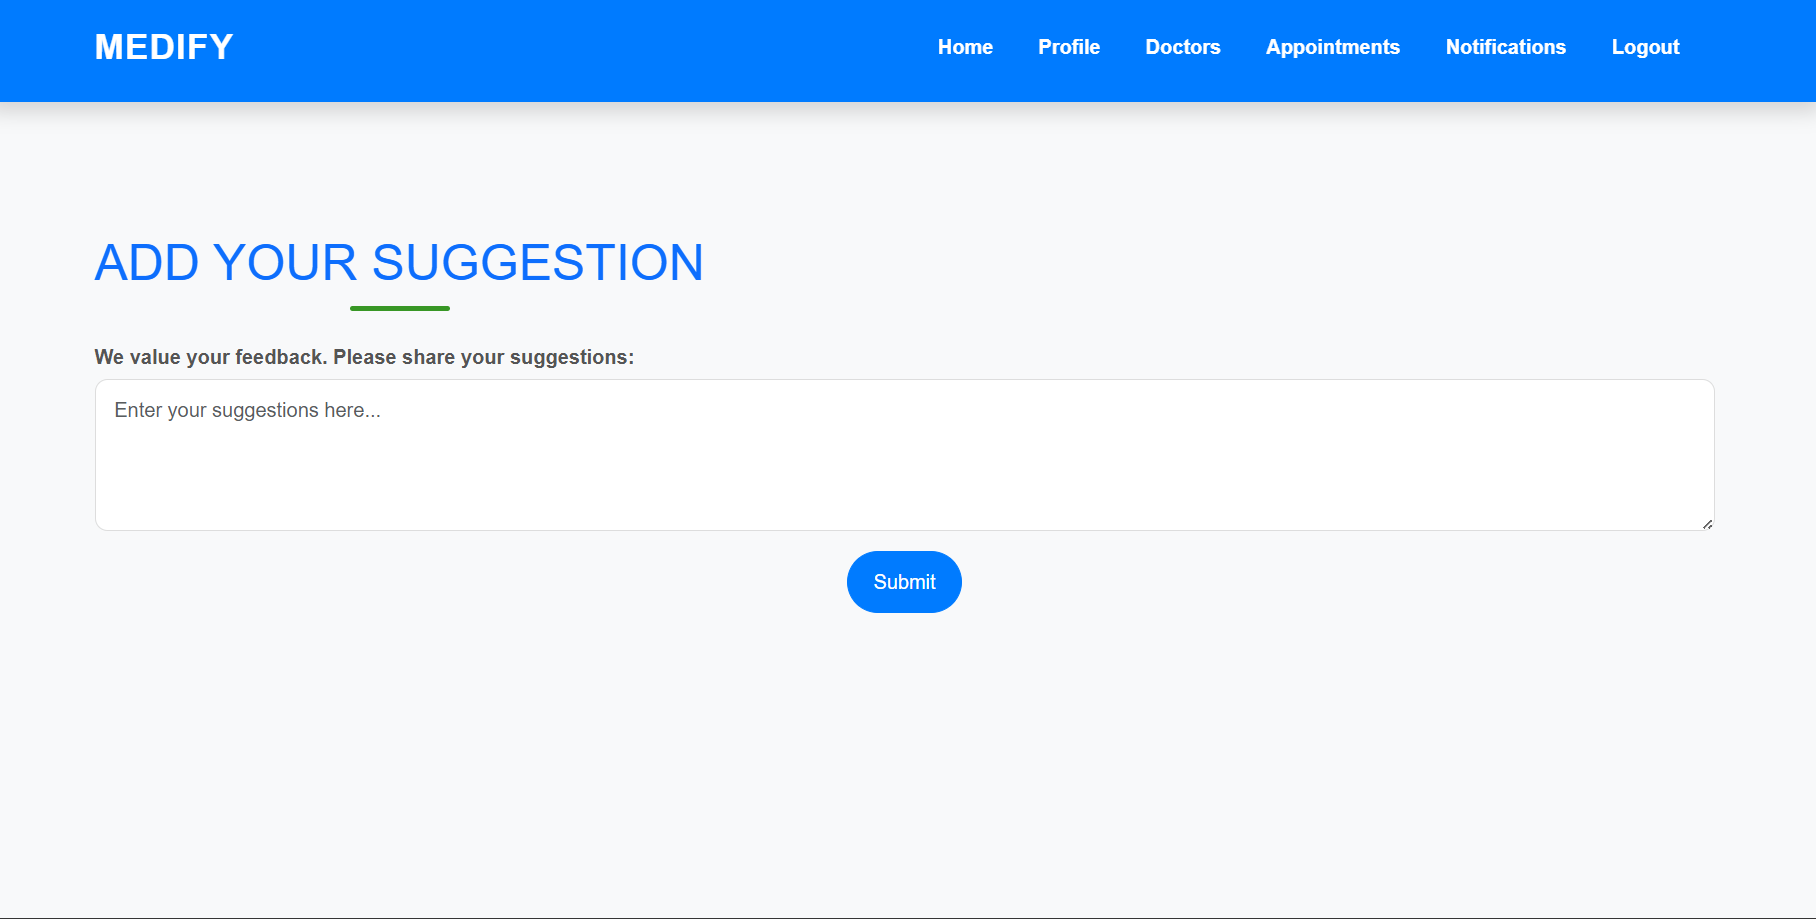 MEDIFY
Home Profile Doctors Appointments Notifications Logout
ADD YOUR SUGGESTION
We value your feedback. Please share your suggestions:
Enter your suggestions here...
Submit